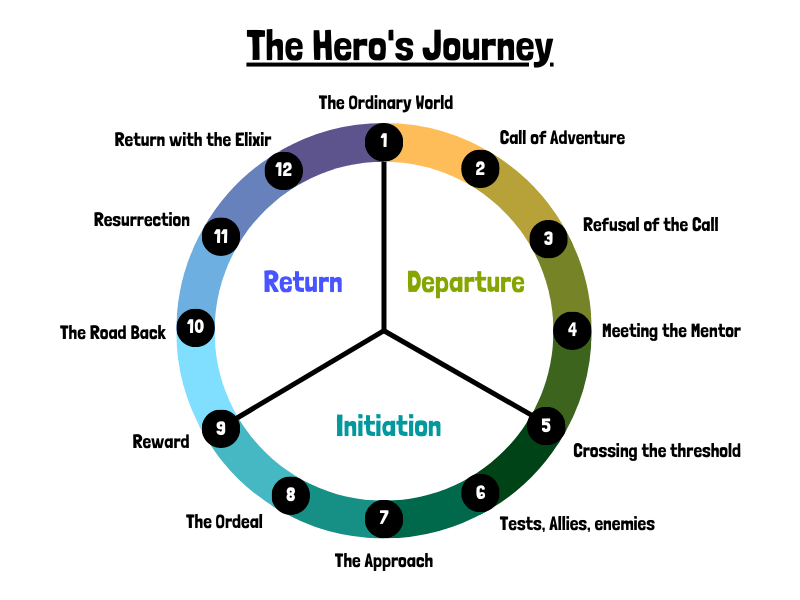 The Hero's Journey
The Ordinary World
1
Call of Adventure
2
Refusal of the Call
3
Meeting the Mentor
4
Crossing the threshold
5
Tests, Allies, enemies
6
The Approach
7
The Ordeal
8
Reward
9
The Road Back
10
Resurrection
11
Return with the Elixir
12
Departure
Initiation
Return